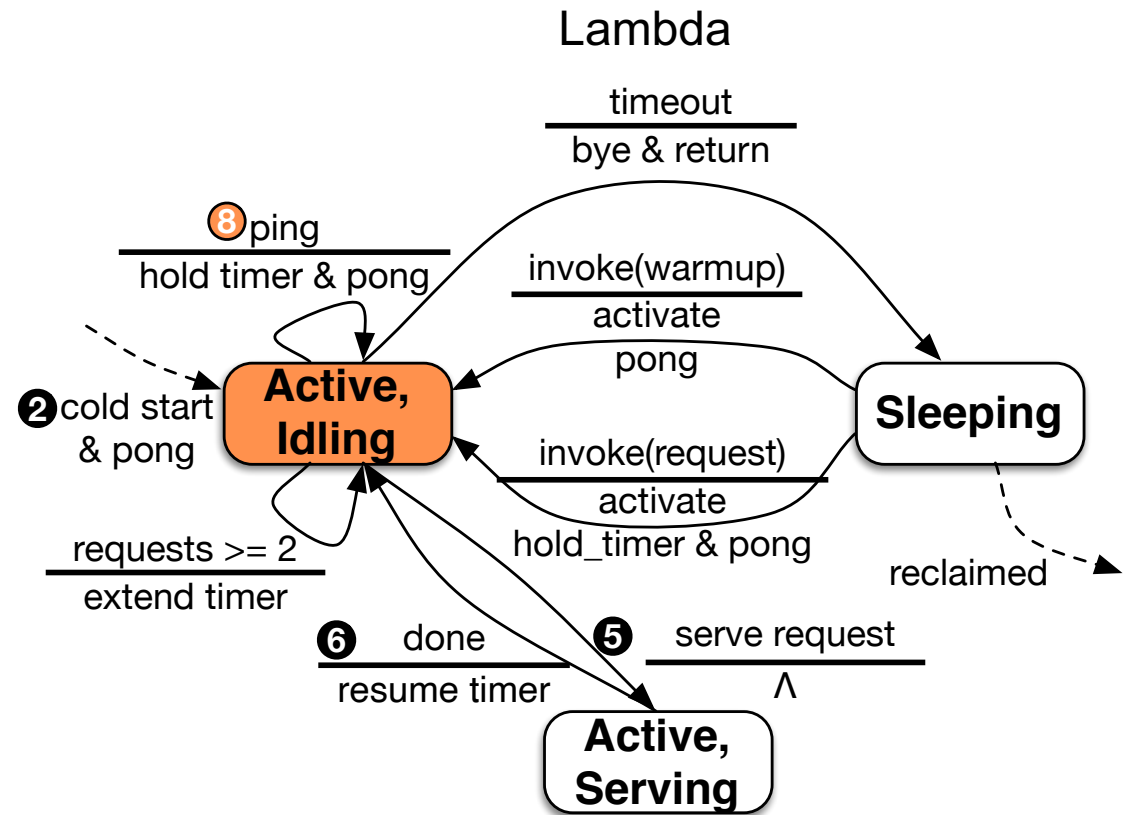 Lambda
timeout
bye & return
8 ping
hold timer & pong
invoke(warmup)
activate
pong
2 cold start
& pong
Active,
Idling
Sleeping
invoke(request)
activate
hold_timer & pong
requests >= 2
extend timer
reclaimed
6 done
resume timer
5 serve request
Λ
Active,
Serving